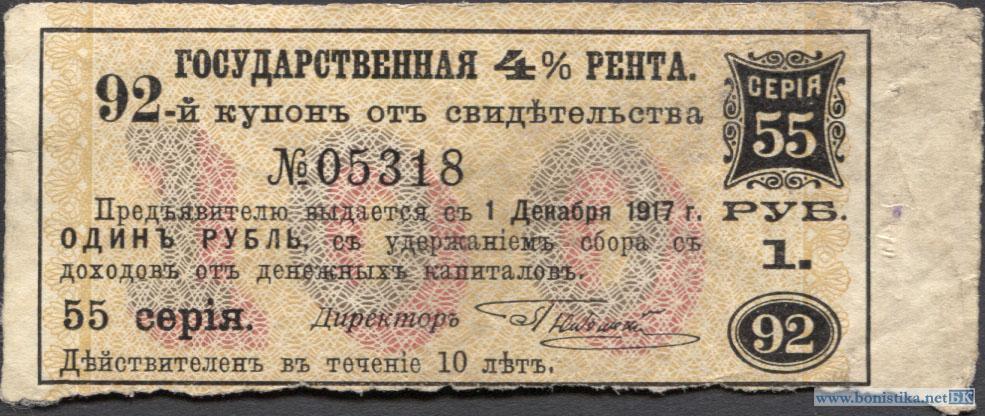 ГОСУДАРСТВЕННАЯ 4% РЕНТА.
92-й купонъ отъ свидѣтельства
№05318
Предъявителю выдается съ 1 Декабря 1917 г.
ОДИНЪ РУБЛЬ, съ удержаніемъ сбора съ
доходовъ отъ денежныхъ капиталовъ.
55 серія. Директоръ
Дѣйствителенъ въ теченіе 10 лѣтъ.
СЕРІЯ
55
РУБ.
1.
92
100
www.bonistika.net БК